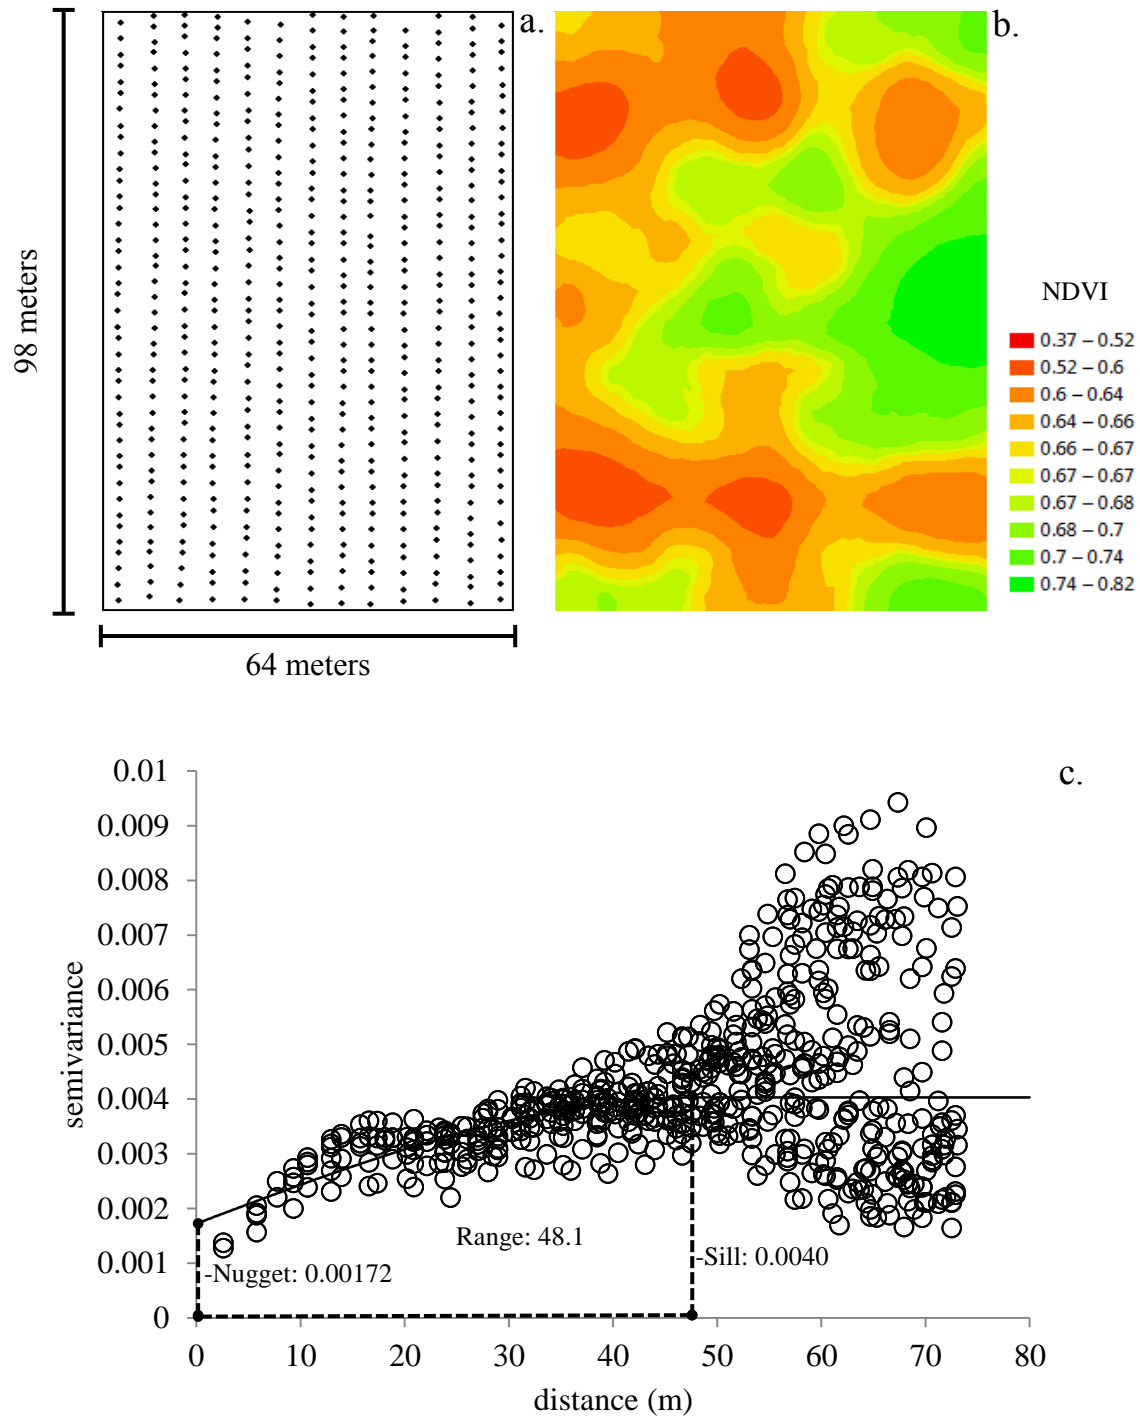 a.
b.
98 meters
64 meters
NDVI
0.37 – 0.52
0.52 – 0.6
0.6 – 0.64
0.64 – 0.66
0.66 – 0.67
0.67 – 0.67
0.67 – 0.68
0.68 – 0.7
0.7 – 0.74
0.74 – 0.82
c.
0.01
0.009
0.008
0.007
0.006
0.005
0.004
0.003
0.002
0.001
0
semivariance
Range: 48.1
-Nugget: 0.00172
-Sill: 0.0040
0 10 20 30 40 50 60 70 80
distance (m)